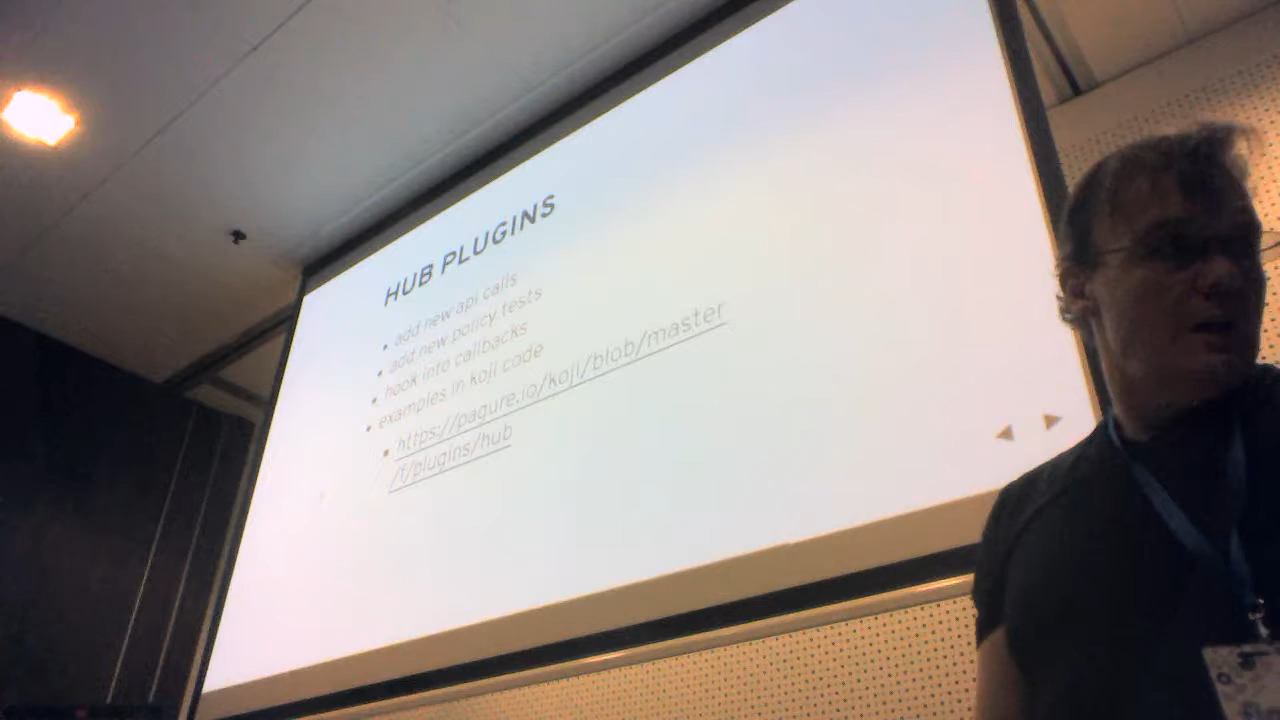 HUB PLUGINS
• add new api calls
• add new policy tests
• hook into callbacks
• examples in koji code
• https://pagure.io/koji/blob/master
/f/plugins/hub